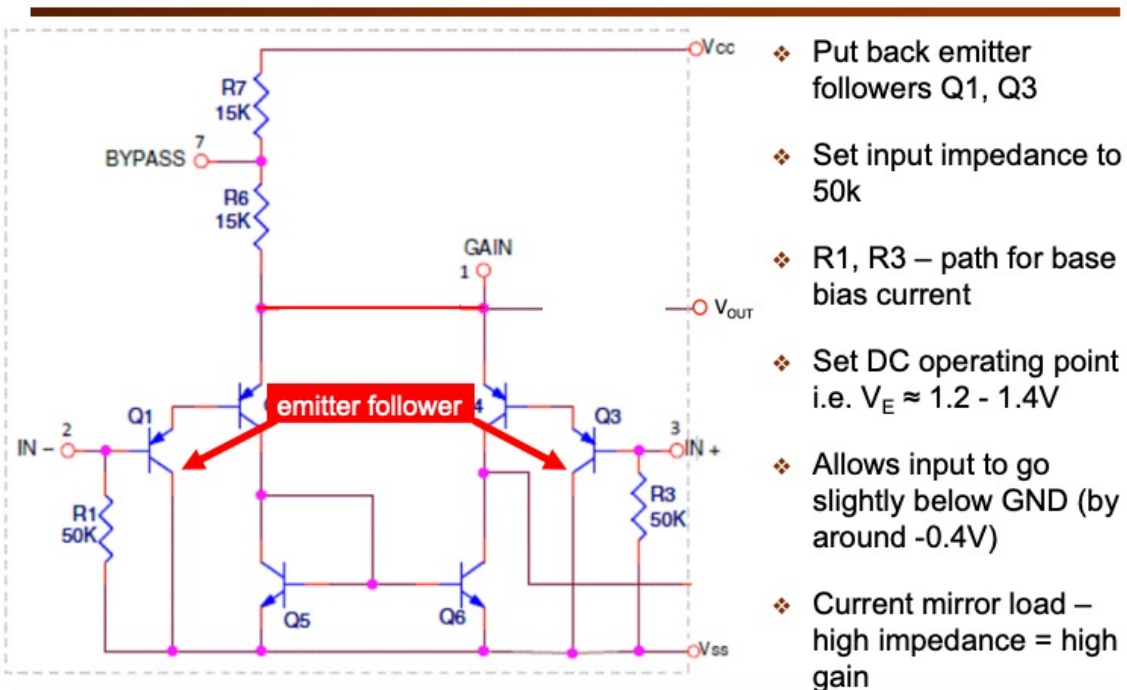 Vcc
R7
15K
7
BYPASS
R6
15K
GAIN
1
VOUT
emitter follower
4
Q1
Q3
2
IN -
3
IN +
R1
50K
R3
50K
Q5
Q6
Vss
❖ Put back emitter
followers Q1, Q3
❖ Set input impedance to
50k
❖ R1, R3 – path for base
bias current
❖ Set DC operating point
i.e. VE ≈ 1.2 - 1.4V
❖ Allows input to go
slightly below GND (by
around -0.4V)
❖ Current mirror load –
high impedance = high
gain